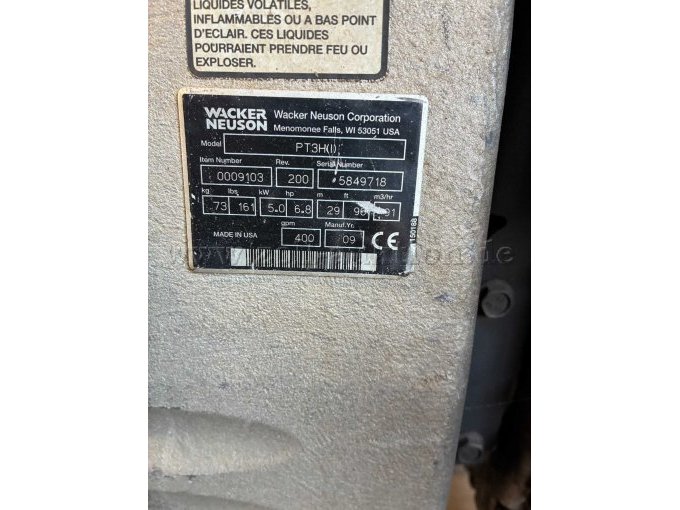 LIQUIDES VOLATILES,
INFLAMMABLES OU A BAS POINT
D'ECLAIR. CES LIQUIDES
POURRAIENT PRENDRE FEU OU
EXPLOSER.
WACKER NEUSON
Wacker Neuson Corporation
Menomonee Falls, WI 53051 USA
Model PT3H(I)
Item Number Rev. Serial Number
0009103 200 5849718
kg lbs kW hp m ft m3/hr
73 161 5.0 6.8 29 91
gpm Manuf.Yr.
MADE IN USA 400 09 CE
150188